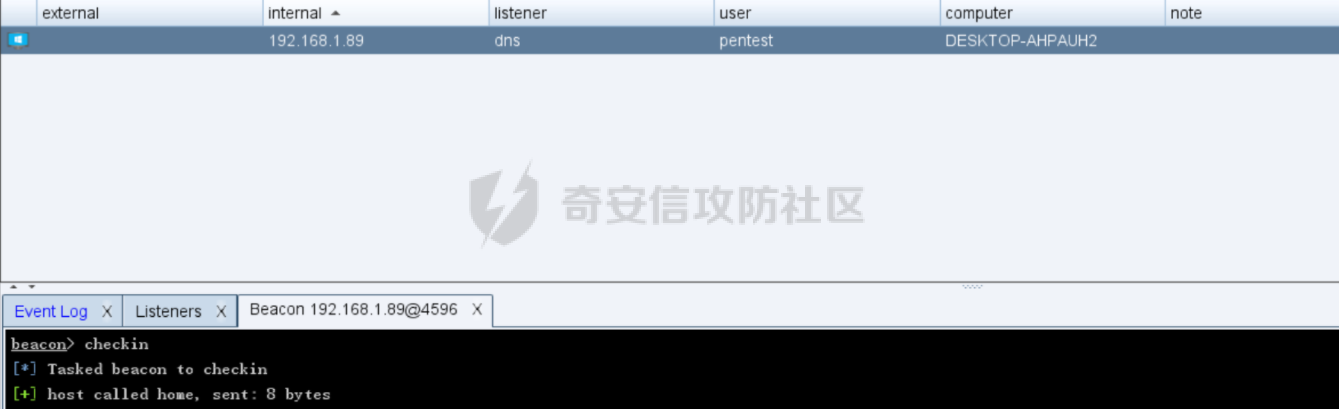 external internal listener user computer note
192.168.1.89 dns pentest DESKTOP-AHPAUH2
奇安信攻防社区
Event Log X Listeners X Beacon 192.168.1.89@4596 X
beacon> checkin
[*] Tasked beacon to checkin
[+] host called home, sent: 8 bytes